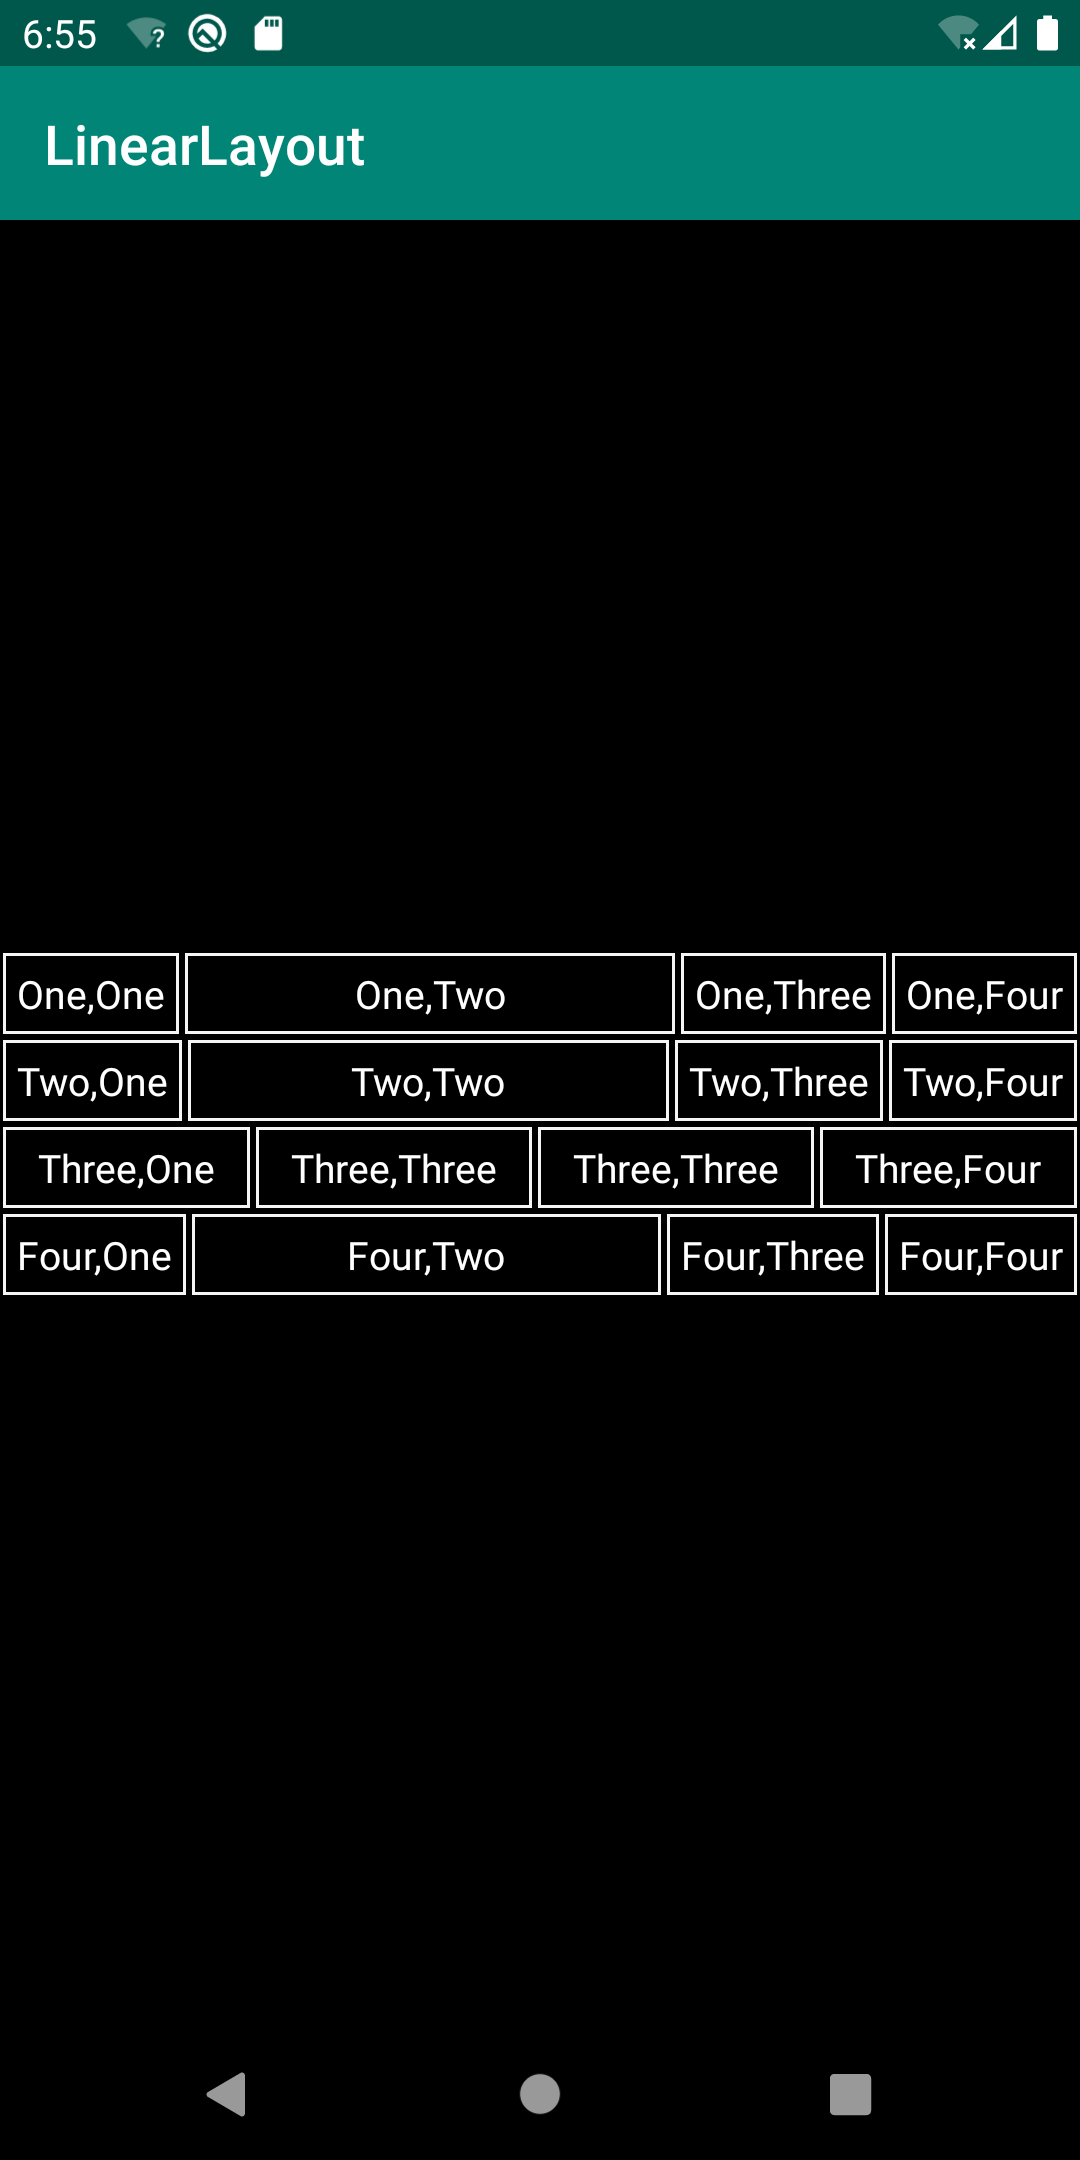 6:55
LinearLayout
One,One One,Two One,Three One,Four
Two,One Two,Two Two,Three Two,Four
Three,One Three,Three Three,Three Three,Four
Four,One Four,Two Four,Three Four,Four